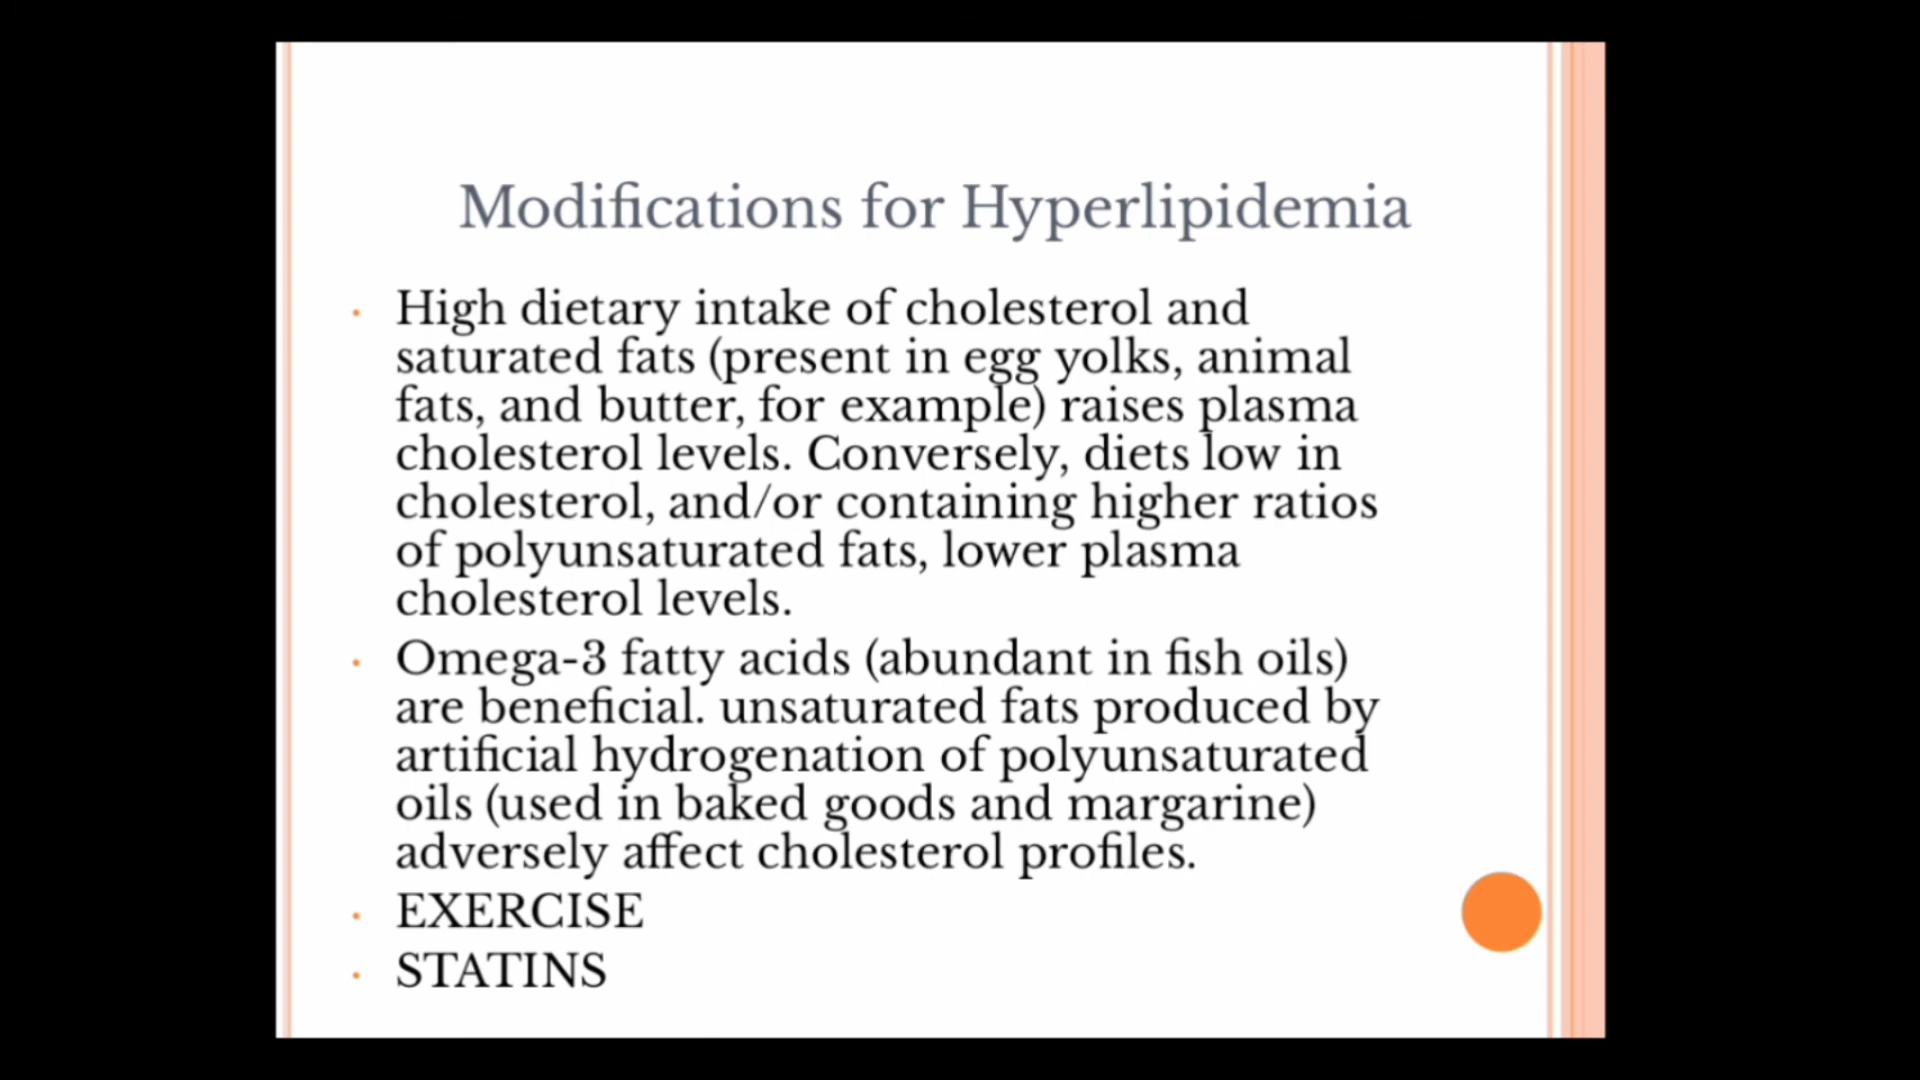 Modifications for Hyperlipidemia
• High dietary intake of cholesterol and
saturated fats (present in egg yolks, animal
fats, and butter, for example) raises plasma
cholesterol levels. Conversely, diets low in
cholesterol, and/or containing higher ratios
of polyunsaturated fats, lower plasma
cholesterol levels.
• Omega-3 fatty acids (abundant in fish oils)
are beneficial. unsaturated fats produced by
artificial hydrogenation of polyunsaturated
oils (used in baked goods and margarine)
adversely affect cholesterol profiles.
• EXERCISE
• STATINS